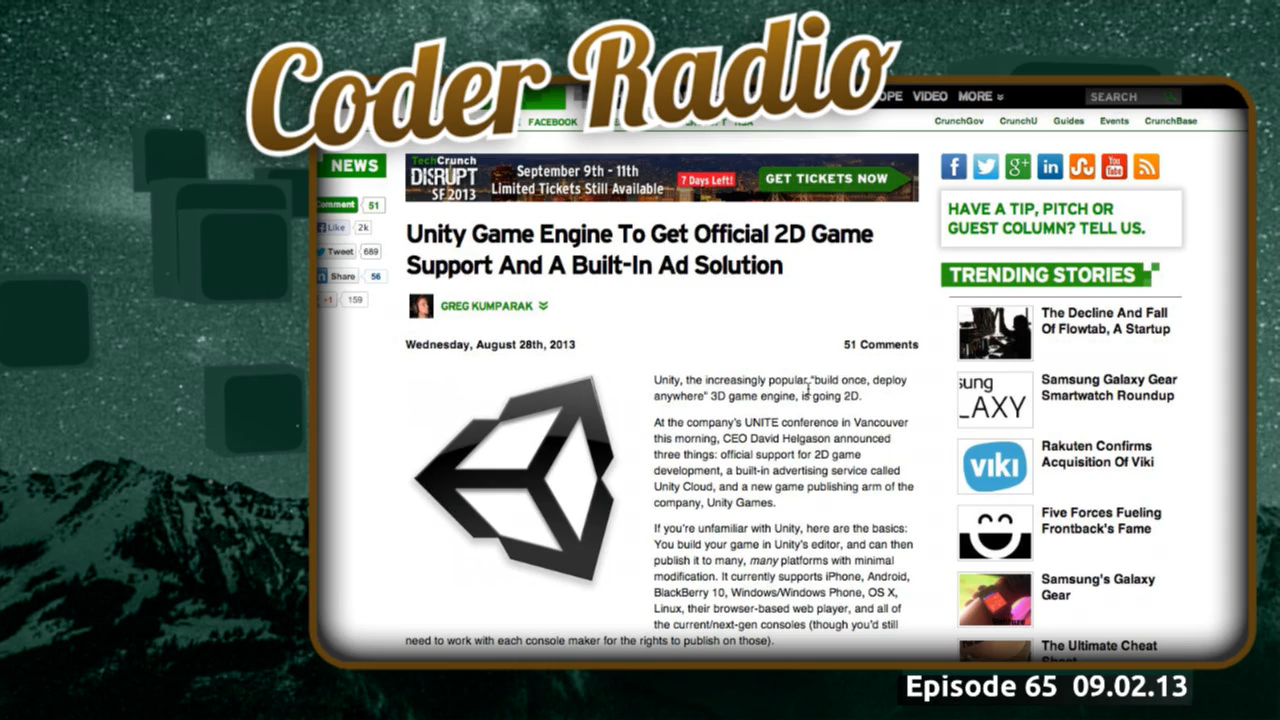 Coder Radio
OPE VIDEO MORE
SEARCH
FACEBOOK
CrunchGov CrunchU Guides Events CrunchBase
NEWS
Comment 51
Like 2k
Tweet 689
Share 56
+1 159
TechCrunch
DISRUPT
SF 2013
September 9th - 11th
Limited Tickets Still Available
7 Days Left!
GET TICKETS NOW
Unity Game Engine To Get Official 2D Game
Support And A Built-In Ad Solution
GREG KUMPARAK
Wednesday, August 28th, 2013
51 Comments
Unity, the increasingly popular "build once, deploy
anywhere" 3D game engine, is going 2D.
At the company's UNITE conference in Vancouver
this morning, CEO David Helgason announced
three things: official support for 2D game
development, a built-in advertising service called
Unity Cloud, and a new game publishing arm of the
company, Unity Games.
If you're unfamiliar with Unity, here are the basics:
You build your game in Unity's editor, and can then
publish it to many, many platforms with minimal
modification. It currently supports iPhone, Android,
BlackBerry 10, Windows/Windows Phone, OS X,
Linux, their browser-based web player, and all of
the current/next-gen consoles (though you'd still
need to work with each console maker for the rights to publish on those).
You Tube
HAVE A TIP, PITCH OR
GUEST COLUMN? TELL US.
TRENDING STORIES
The Decline And Fall
Of Flowtab, A Startup
sung
LAXY
Samsung Galaxy Gear
Smartwatch Roundup
viki
Rakuten Confirms
Acquisition Of Viki
Five Forces Fueling
Frontback's Fame
Samsung's Galaxy
Gear
The Ultimate Cheat
Episode 65 09.02.13